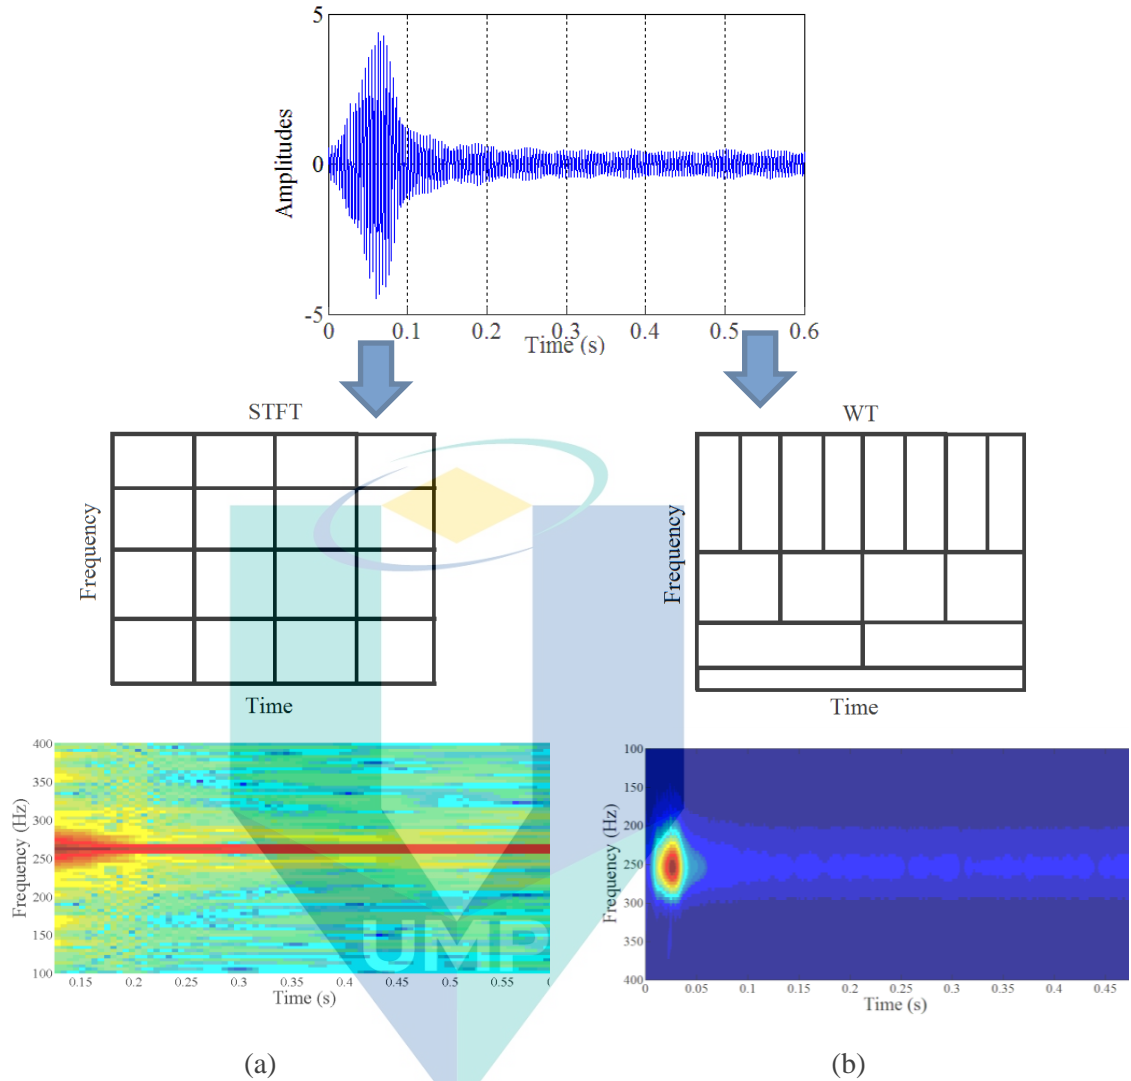 5
Amplitudes
0
-5
0 0.1 0.2 0.3 0.4 0.5 0.6
Time (s)
STFT
WT
Frequency
Time
Frequency
Time
400
350
300
250
200
150
100
Frequency (Hz)
0.15 0.2 0.25 0.3 0.35 0.4 0.45 0.5 0.55 0
Time (s)
UMP
100
150
200
250
300
350
400
Frequency (Hz)
0 0.05 0.1 0.15 0.2 0.25 0.3 0.35 0.4 0.45
Time (s)
(a)
(b)